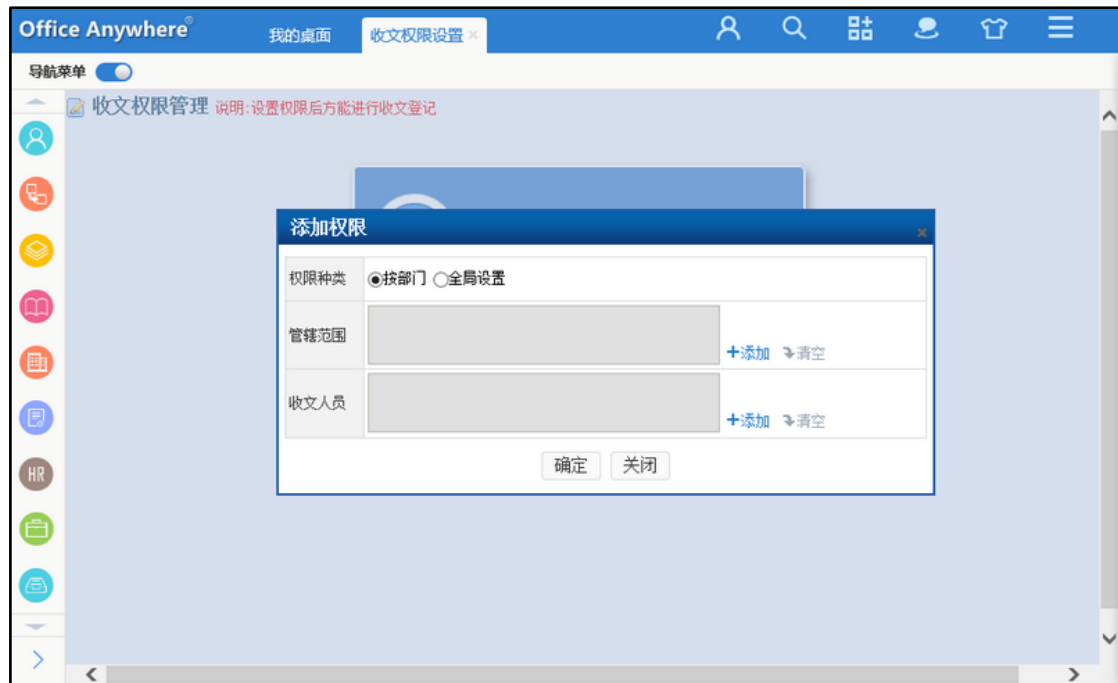 Office Anywhere®
我的桌面
收文权限设置 ×
导航菜单
收文权限管理 说明:设置权限后方能进行收文登记
添加权限 ×
权限种类 按部门 全局设置
管辖范围
添加 清空
收文人员
添加 清空
HR
确定 关闭